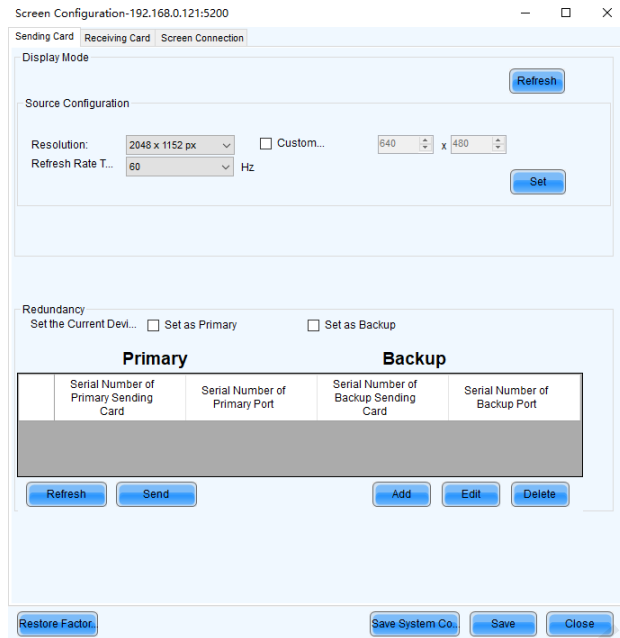 Screen Configuration-192.168.0.121:5200
Sending Card Receiving Card Screen Connection
Display Mode
Refresh
Source Configuration
Resolution: 2048 x 1152 px Custom... 640 x 480
Refresh Rate T... 60 Hz
Set
Redundancy
Set the Current Devi... Set as Primary Set as Backup
Primary Backup
Serial Number of
Primary Sending
Card
Serial Number of
Primary Port
Serial Number of
Backup Sending
Card
Serial Number of
Backup Port
Refresh Send Add Edit Delete
Restore Factor... Save System Co... Save Close